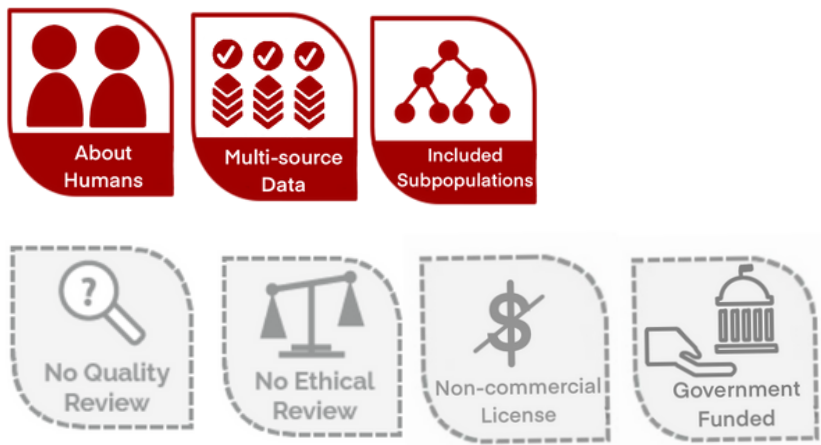 About
Humans
Multi-source
Data
Included
Subpopulations
?
No Quality
Review
No Ethical
Review
$
Non-commercial
License
Government
Funded